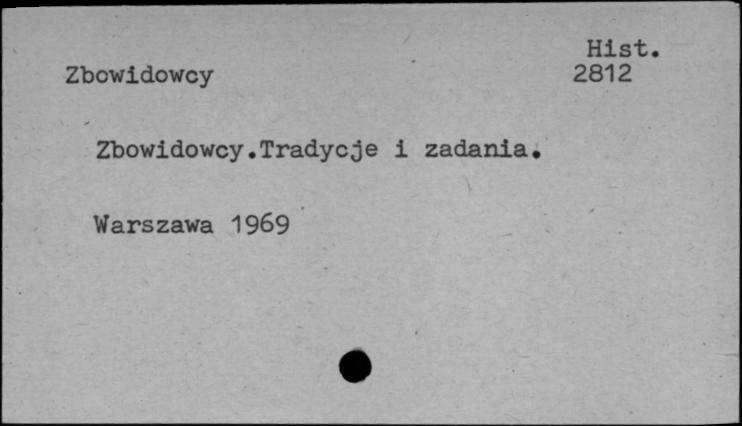 Hist.
Zbowidowcy 2812
Zbowidowcy.Tradycje i zadania.
Warszawa 1969